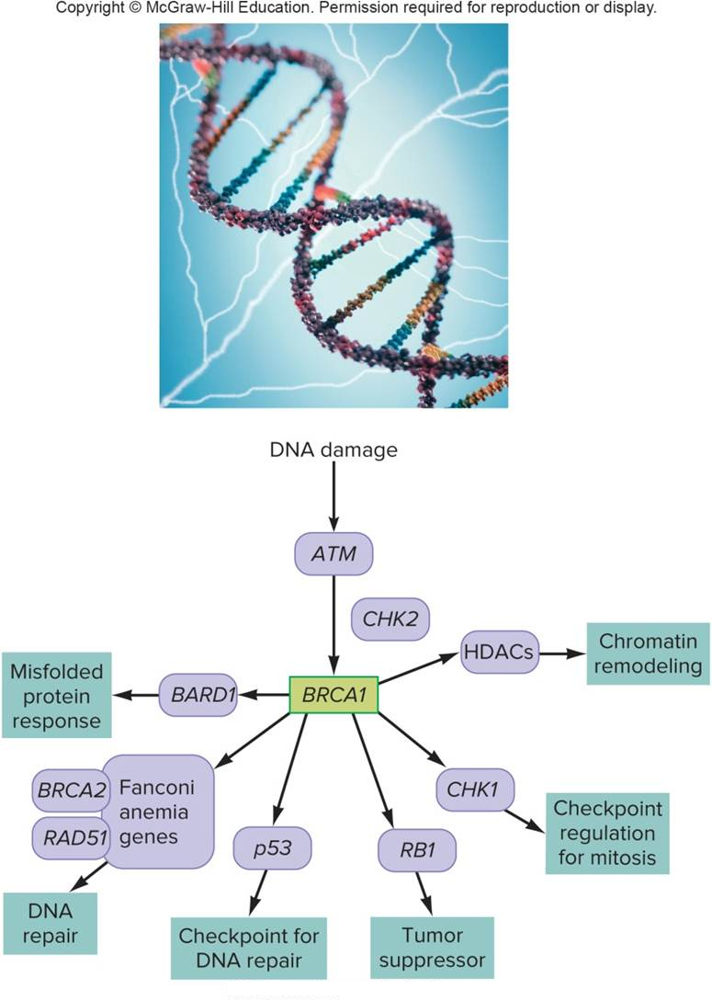 Copyright © McGraw-Hill Education. Permission required for reproduction or display.
DNA damage
ATM
CHK2
HDACs
Chromatin
remodeling
Misfolded
protein
response
BARD1
BRCA1
BRCA2
RAD51
Fanconi
anemia
genes
CHK1
Checkpoint
regulation
for mitosis
p53
RB1
DNA
repair
Checkpoint for
DNA repair
Tumor
suppressor